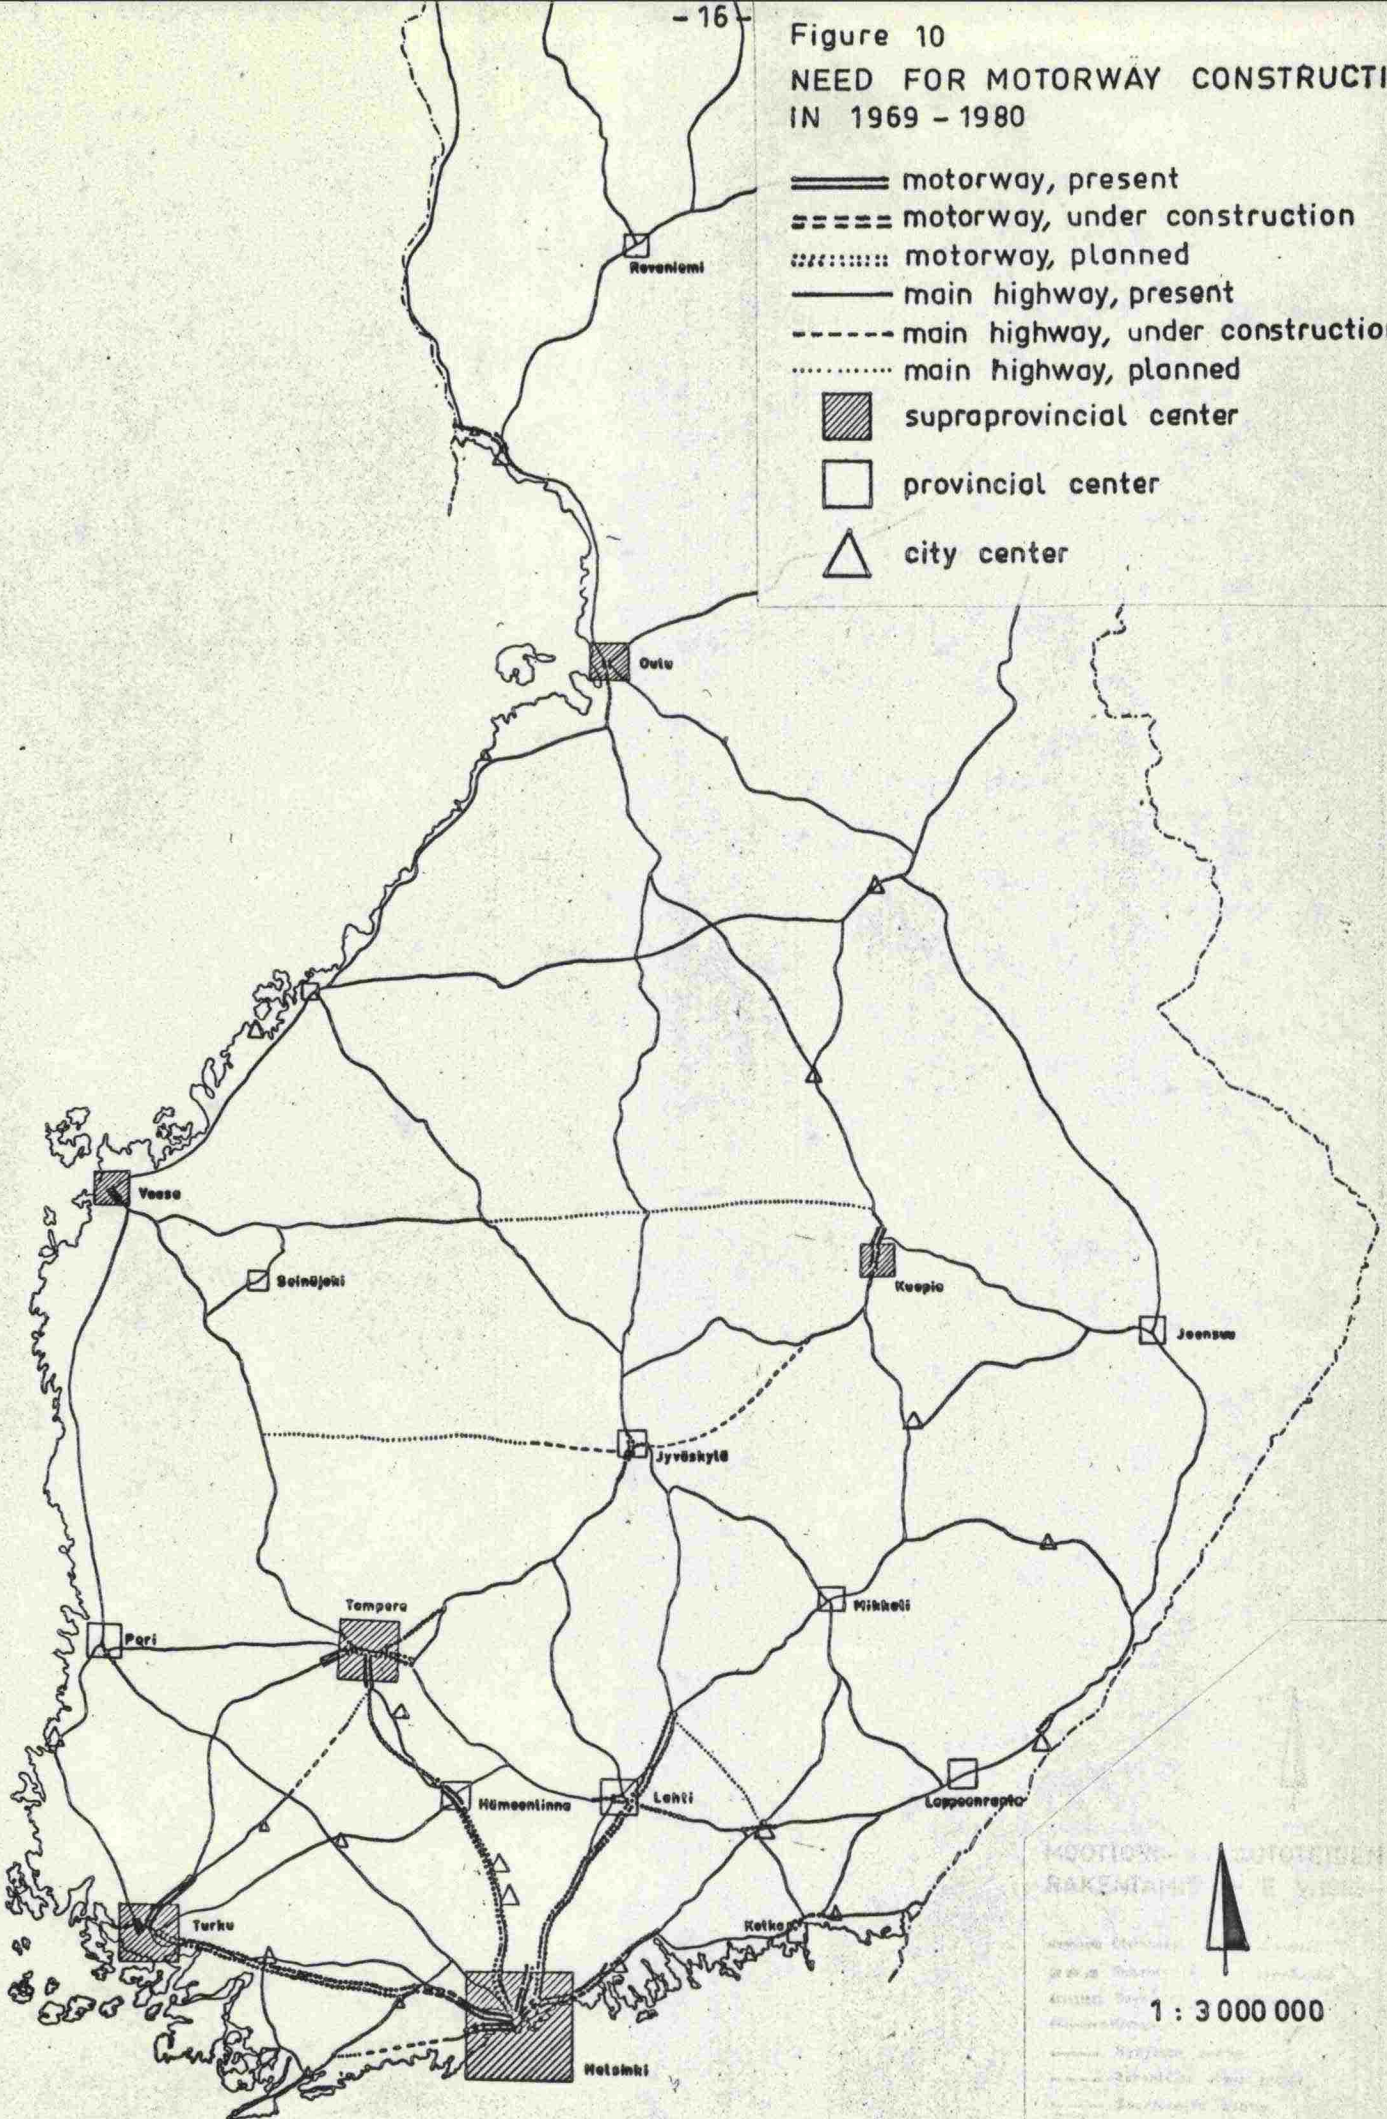 - 16 -
Figure 10
NEED FOR MOTORWAY CONSTRUCTI
IN 1969 - 1980
motorway, present
motorway, under construction
motorway, planned
main highway, present
main highway, under constructio
main highway, planned
supraprovincial center
provincial center
city center
Rovaniemi
Oulu
Vaasa
Seinäjoki
Kuopio
Joensuu
Jyväskylä
Tampere
Pori
Mikkeli
Hämeenlinna
Lahti
Lappeenranta
Turku
Kotka
Helsinki
1 : 3 000 000